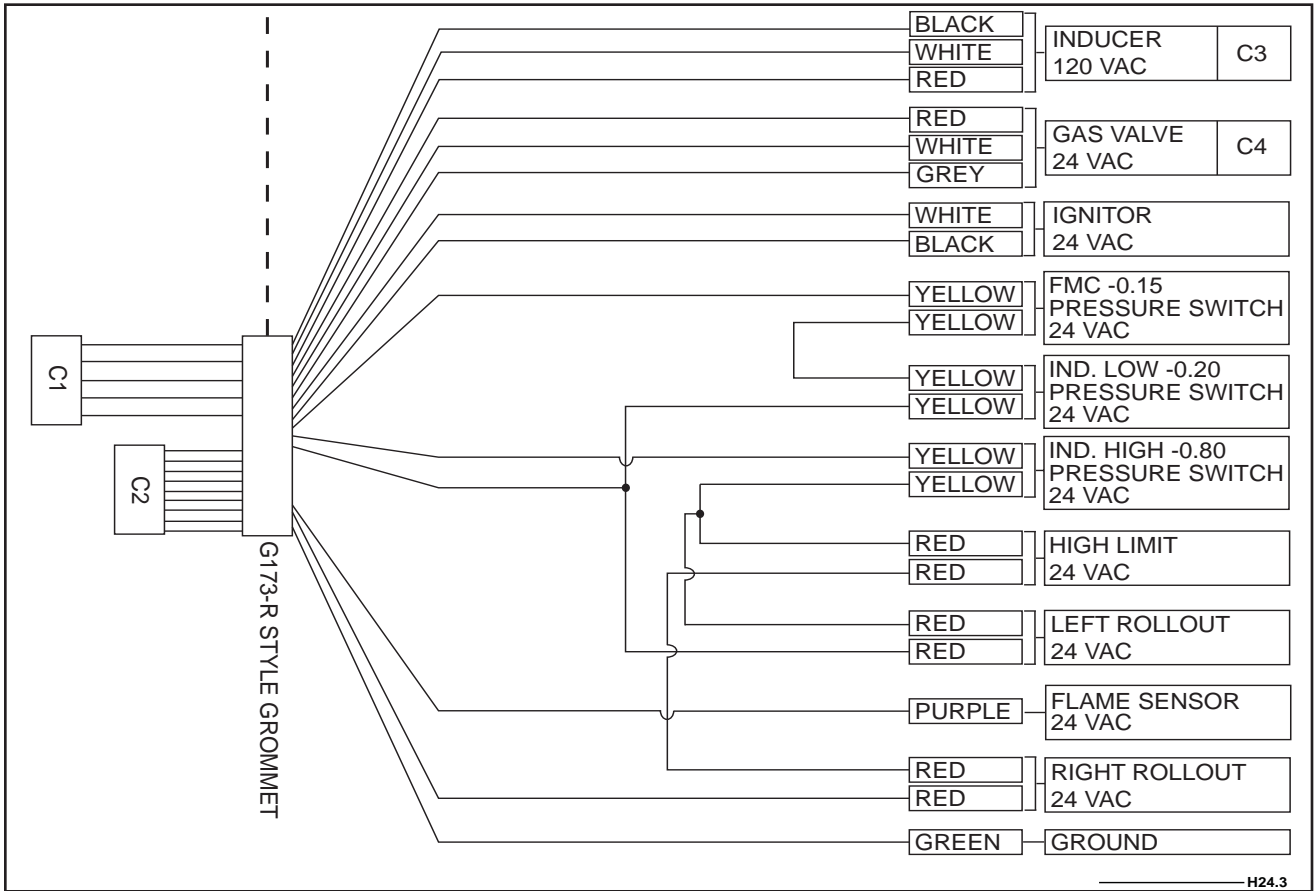 BLACK
WHITE
RED
INDUCER
120 VAC
C3
RED
WHITE
GREY
GAS VALVE
24 VAC
C4
WHITE
BLACK
IGNITOR
24 VAC
YELLOW
YELLOW
FMC -0.15
PRESSURE SWITCH
24 VAC
YELLOW
YELLOW
IND. LOW -0.20
PRESSURE SWITCH
24 VAC
YELLOW
YELLOW
IND. HIGH -0.80
PRESSURE SWITCH
24 VAC
RED
RED
HIGH LIMIT
24 VAC
RED
RED
LEFT ROLLOUT
24 VAC
PURPLE
FLAME SENSOR
24 VAC
RED
RED
RIGHT ROLLOUT
24 VAC
GREEN
GROUND
C1
C2
G173-R STYLE GROMMET
H24.3